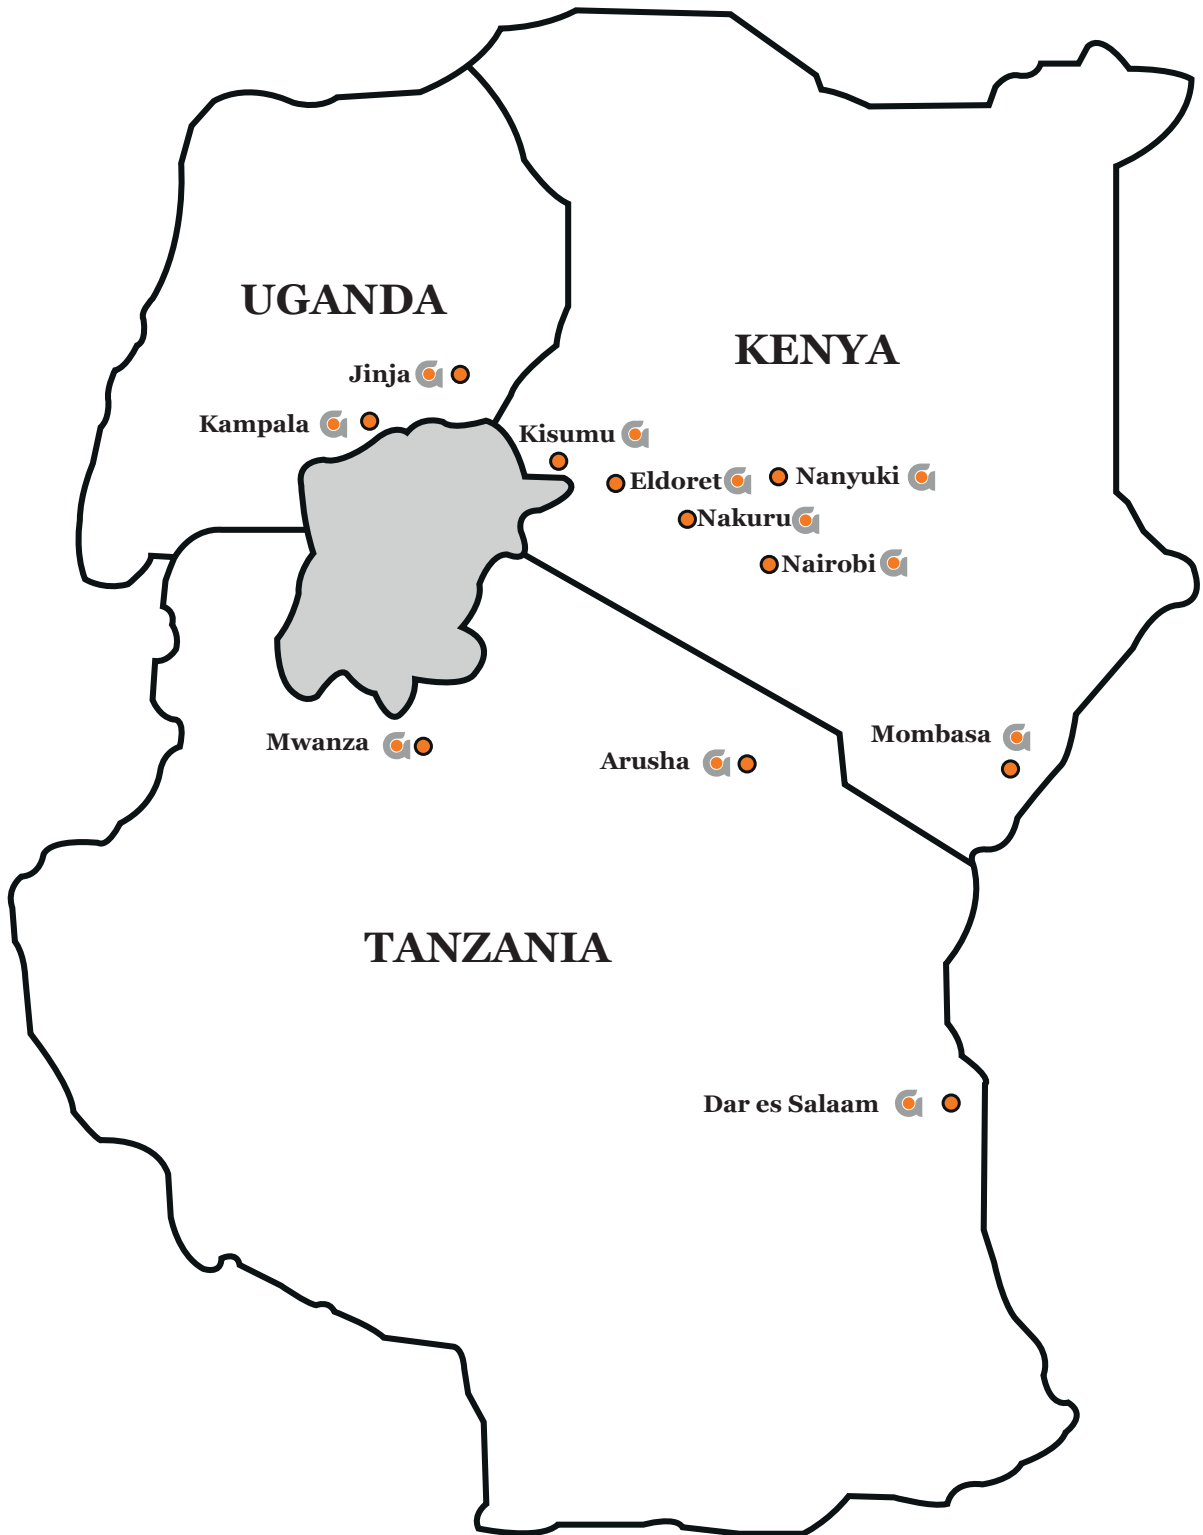 UGANDA
KENYA
Jinja
Kampala
Kisumu
Eldoret
Nanyuki
Nakuru
Nairobi
Mombasa
Mwanza
Arusha
TANZANIA
Dar es Salaam